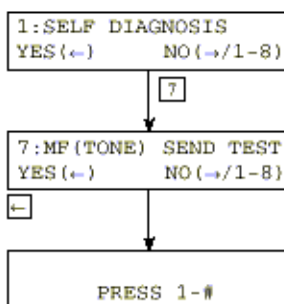 1:SELF DIAGNOSIS
YES(←) NO(→/1-8)
7
7:MF(TONE) SEND TEST
YES(←) NO(→/1-8)
←
PRESS 1-#